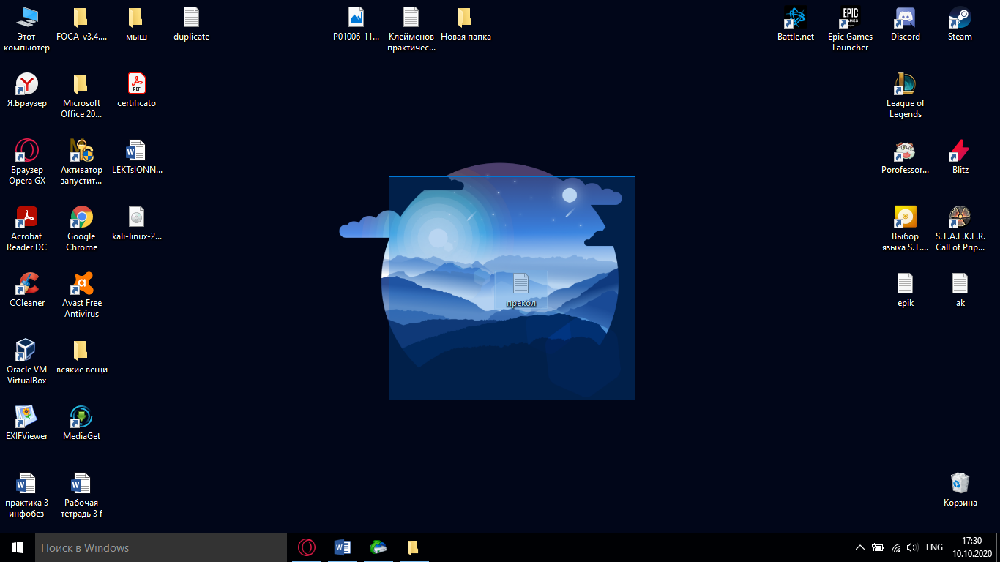 Этот
компьютер
FOCA-v3.4....
мыш
duplicate
P01006-11...
Клеймёнов
практичес...
Новая папка
Battle.net
Epic Games
Launcher
EPIC
GAMES
Discord
Steam
Я.Браузер
Microsoft
Office 20...
PDF
certificato
League of
Legends
Браузер
Opera GX
Активатор
запустит...
LEKTsIONN...
Porofessor...
Blitz
Acrobat
Reader DC
Google
Chrome
kali-linux-2...
Выбор
языка S.T....
S.T.A.L.K.E.R.
Call of Prip...
CCleaner
Avast Free
Antivirus
прекол
epik
ak
Oracle VM
VirtualBox
всякие вещи
EXIFViewer
MediaGet
практика 3
инфобез
Рабочая
тетрадь 3 f
Корзина
Поиск в Windows
ENG
17:30
10.10.2020